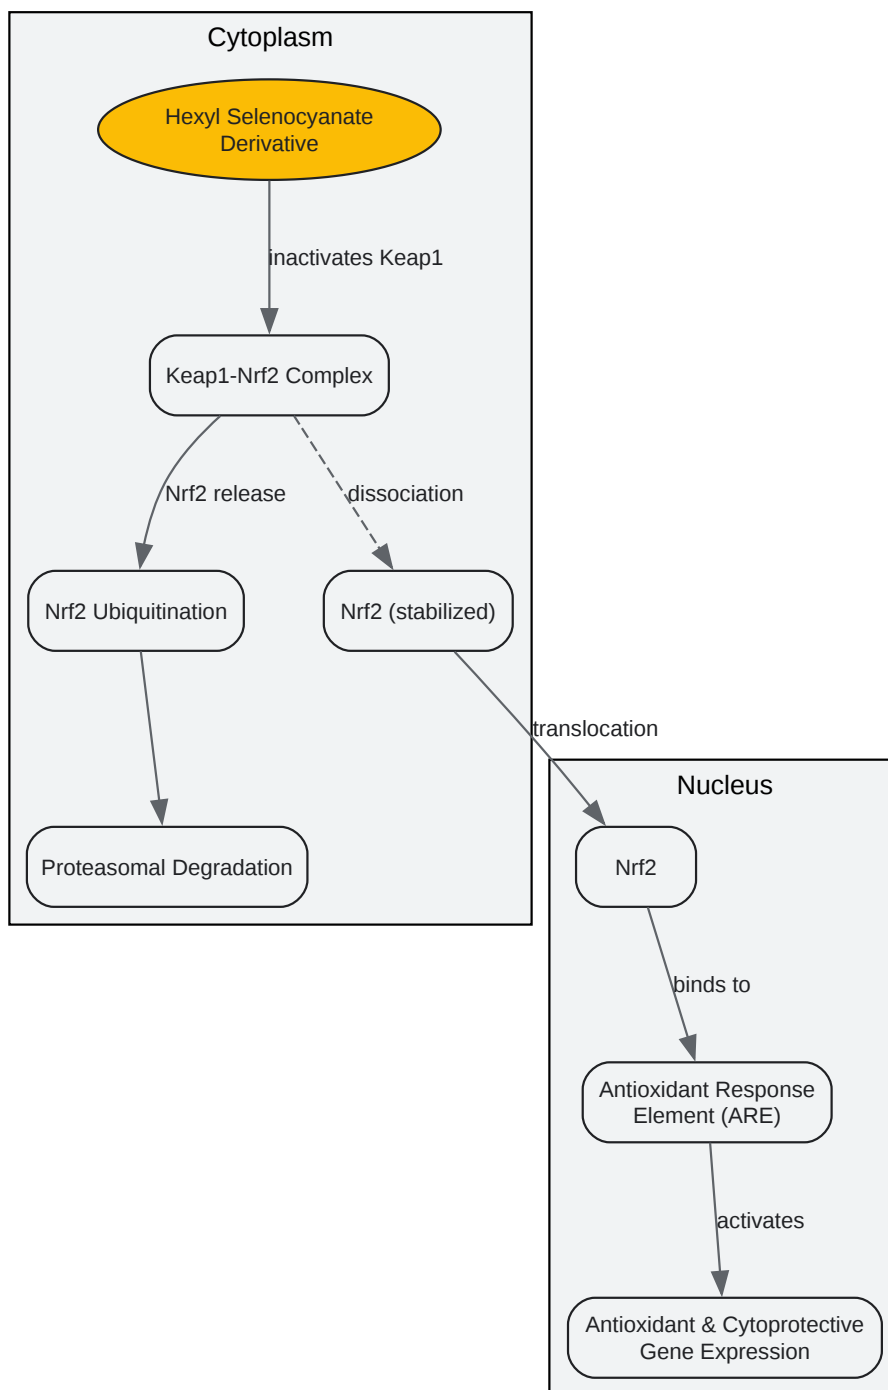 Cytoplasm
Hexyl Selenocyanate
Derivative
inactivates Keap1
Keap1-Nrf2 Complex
Nrf2 release
dissociation
Nrf2 Ubiquitination
Nrf2 (stabilized)
translocation
Nucleus
Proteasomal Degradation
Nrf2
binds to
Antioxidant Response
Element (ARE)
activates
Antioxidant & Cytoprotective
Gene Expression